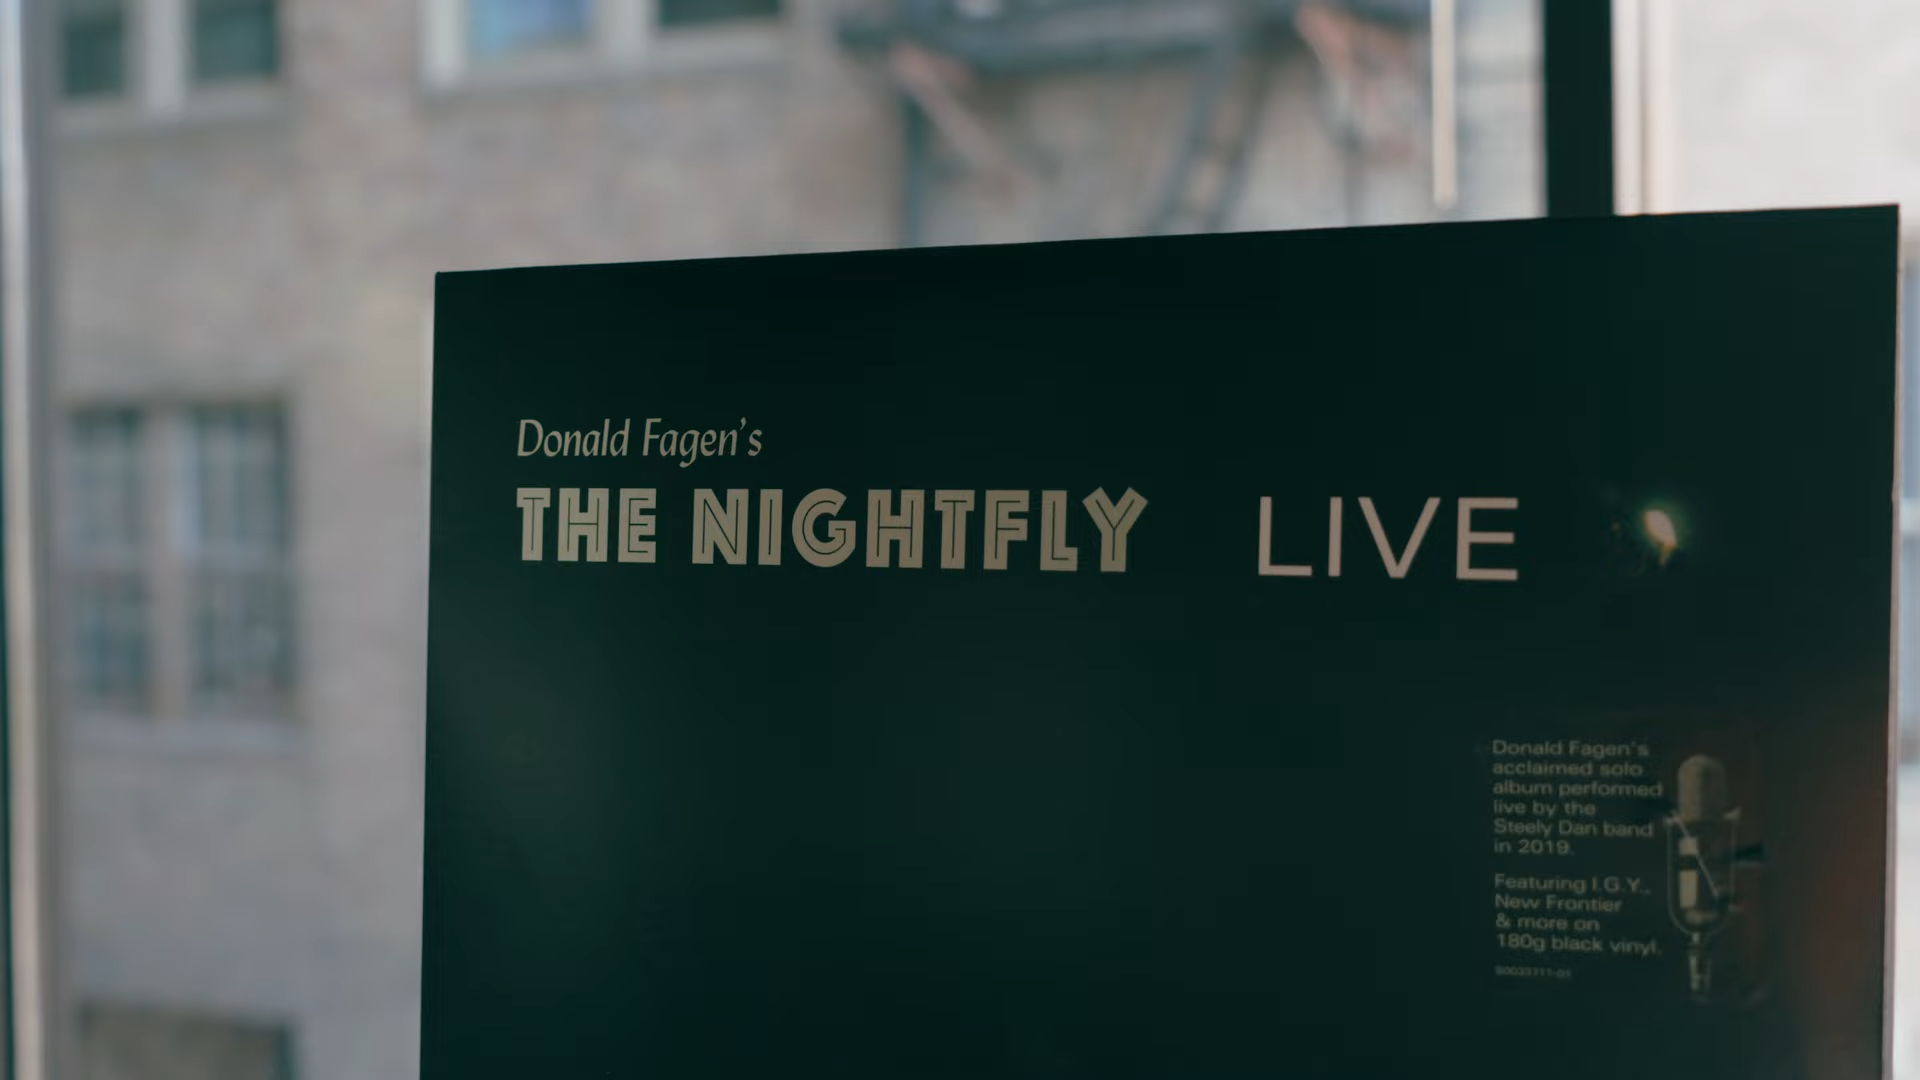 Donald Fagen's
THE NIGHTFLY LIVE
Donald Fagen's
acclaimed solo
album performed
live by the
Steely Dan band
in 2019.
Featuring I.G.Y.,
New Frontier
& more on
180g black vinyl.